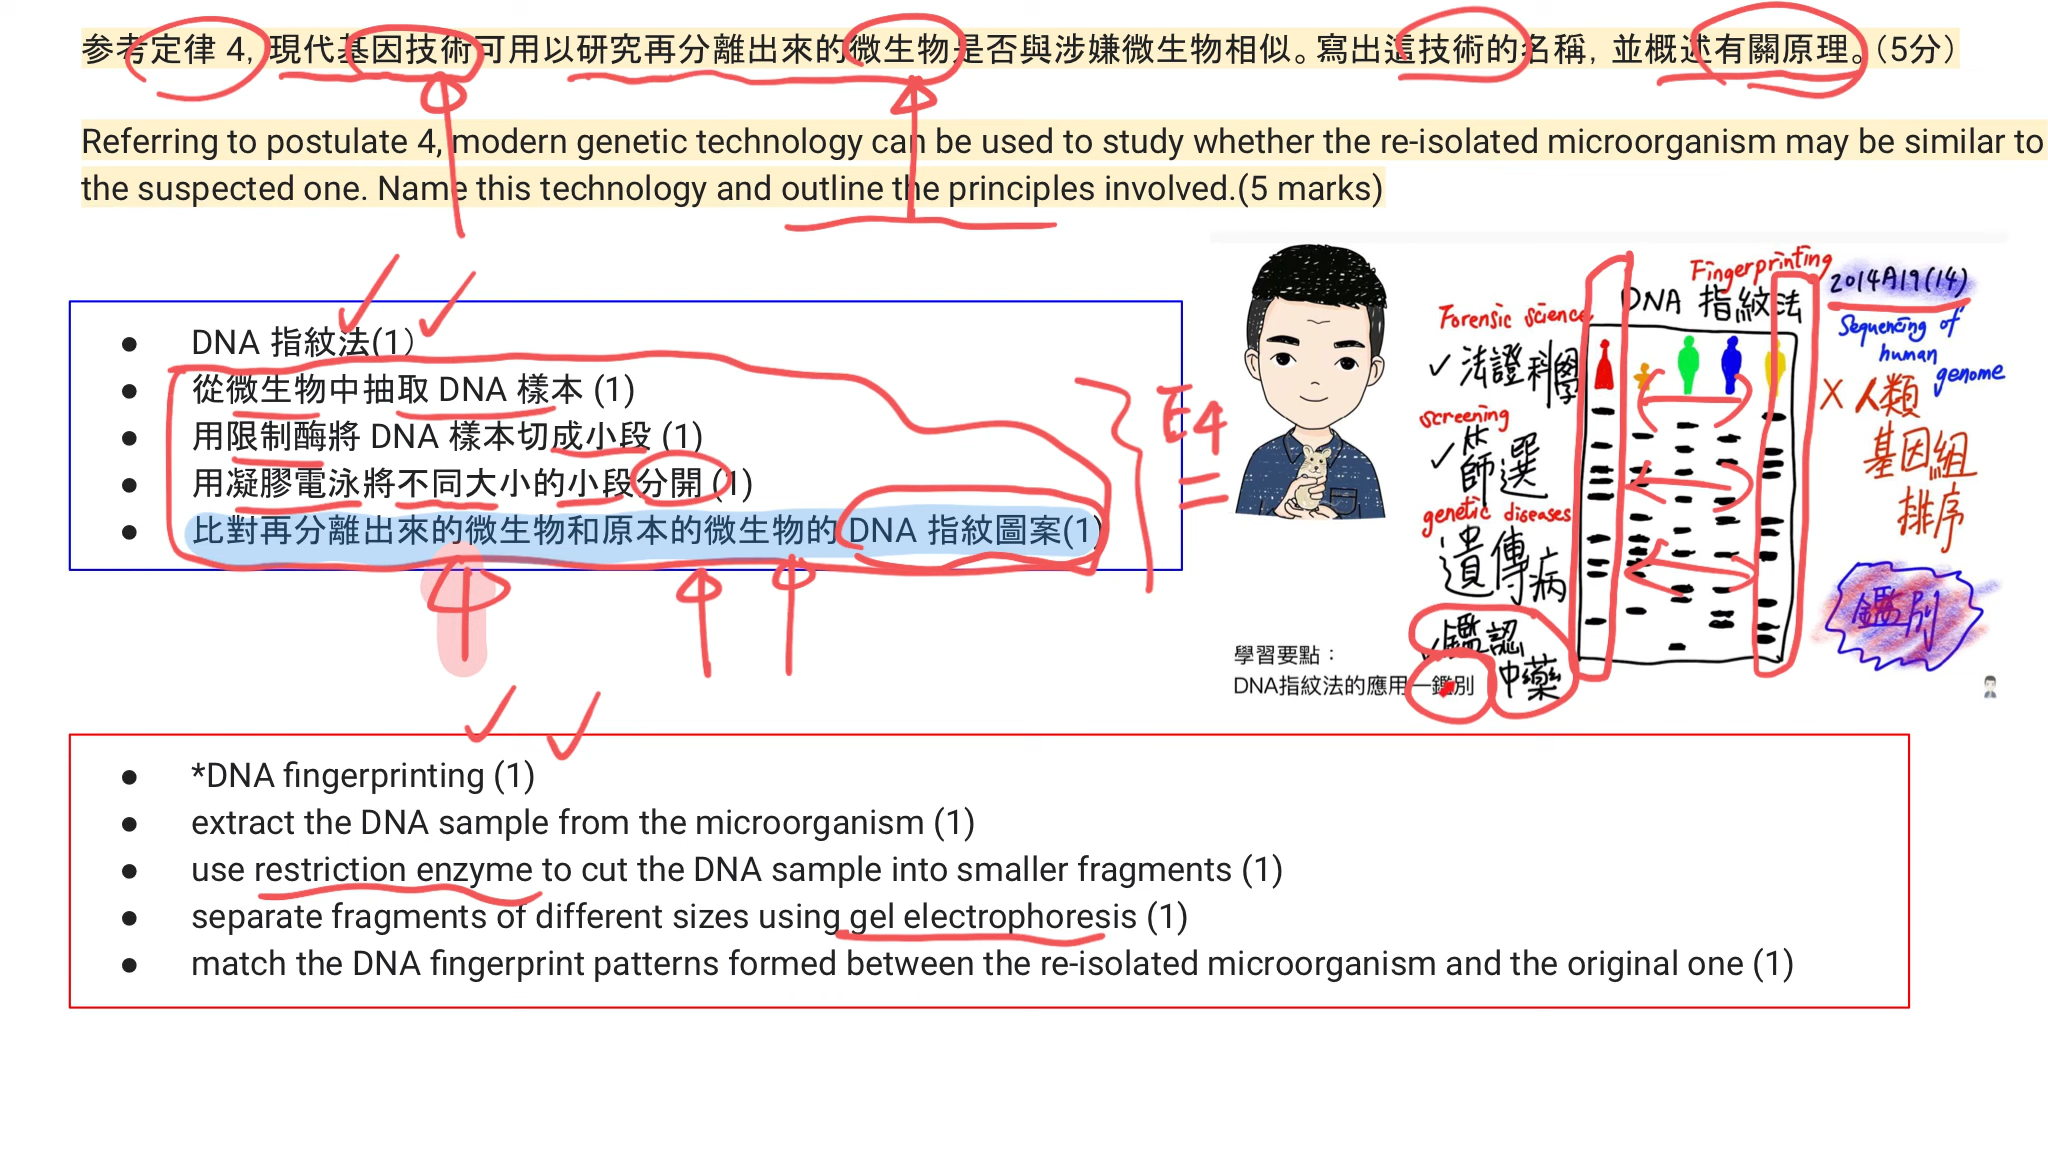 参考定律 4, 現代基因技術可用以研究再分離出來的微生物是否與涉嫌微生物相似。寫出這技術的名稱，並概述有關原理。(5分)
Referring to postulate 4, modern genetic technology can be used to study whether the re-isolated microorganism may be similar to
the suspected one. Name this technology and outline the principles involved.(5 marks)
● DNA 指紋法(1)
● 從微生物中抽取 DNA 樣本 (1)
● 用限制酶將 DNA 樣本切成小段 (1)
● 用凝膠電泳將不同大小的小段分開 (1)
● 比對再分離出來的微生物和原本的微生物的 DNA 指紋圖案(1)
E4
Fingerprinting
DNA 指紋法
2014A19(14)
Forensic science
✓ 法證科學
screening
✓ 篩選
genetic diseases
遺傳病
✓ 鑑認
中藥
Sequencing of
human
genome
X 人類
基因組
排序
鑑別
學習要點：
DNA指紋法的應用—鑑別
● *DNA fingerprinting (1)
● extract the DNA sample from the microorganism (1)
● use restriction enzyme to cut the DNA sample into smaller fragments (1)
● separate fragments of different sizes using gel electrophoresis (1)
● match the DNA fingerprint patterns formed between the re-isolated microorganism and the original one (1)